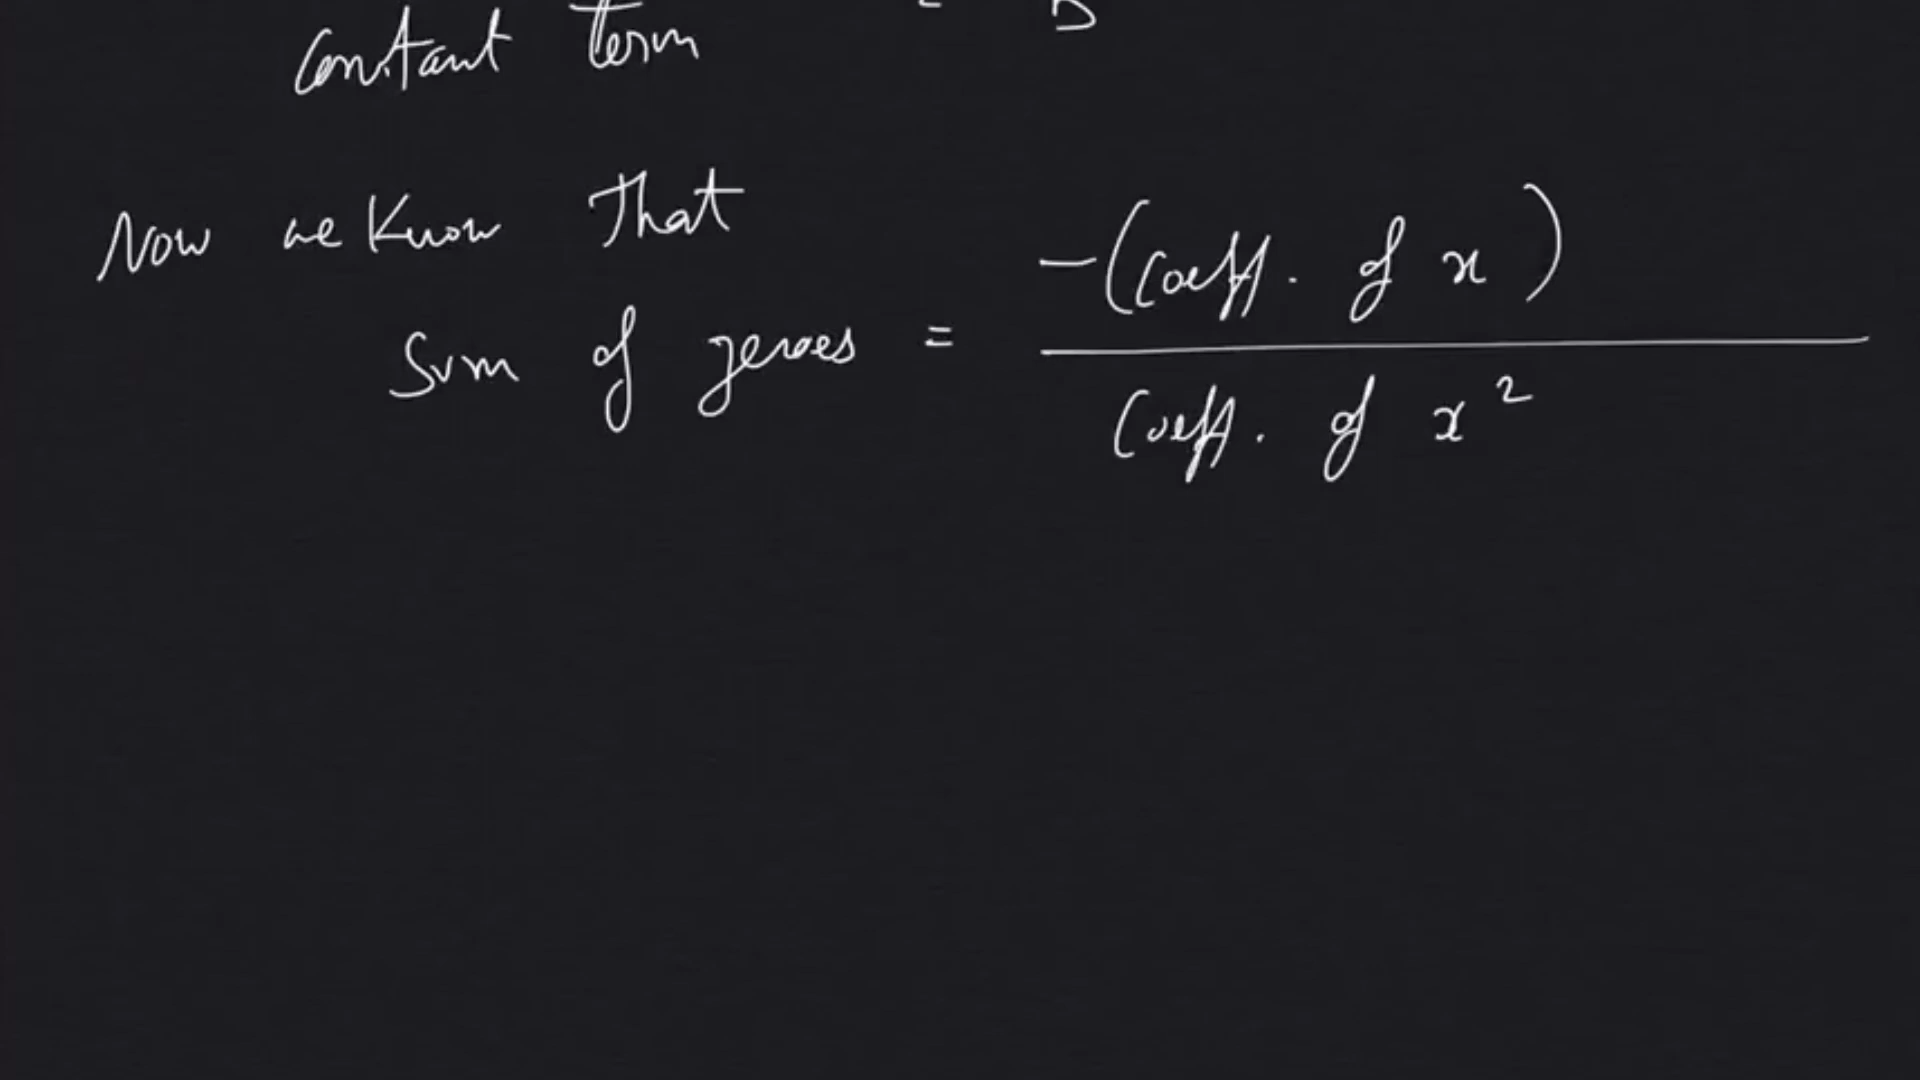 constant term =
Now we know that
sum of zeroes = -(coeff. of x)
coeff. of x²